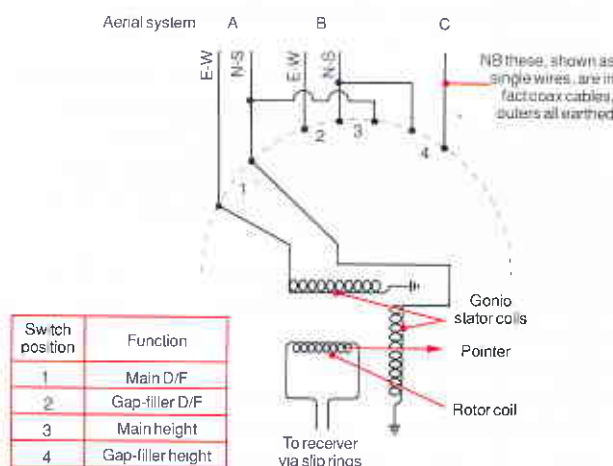 Aerial system A B C
E-W
N-S
E-W
N-S
NB these, shown as
single wires, are in
fact coax cables,
outers all earthed
1
2
3
4
Gonio
stator coils
Pointer
Rotor coil
To receiver
via slip rings
Switch
position
Function
1 Main D/F
2 Gap-filler D/F
3 Main height
4 Gap-filler height